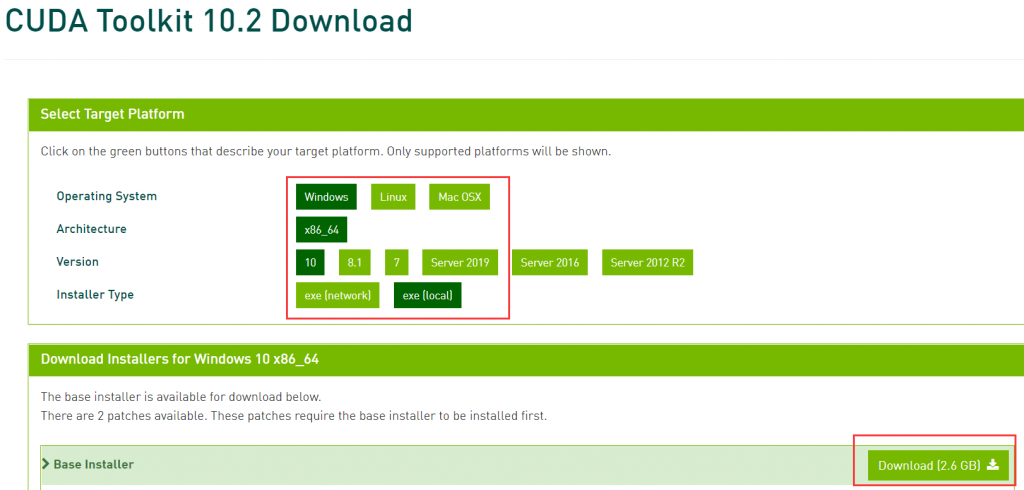 CUDA Toolkit 10.2 Download
Select Target Platform
Click on the green buttons that describe your target platform. Only supported platforms will be shown.
Operating System Windows Linux Mac OSX
Architecture x86_64
Version 10 8.1 7 Server 2019 Server 2016 Server 2012 R2
Installer Type exe (network) exe (local)
Download Installers for Windows 10 x86_64
The base installer is available for download below.
There are 2 patches available. These patches require the base installer to be installed first.
Base Installer Download (2.6 GB)